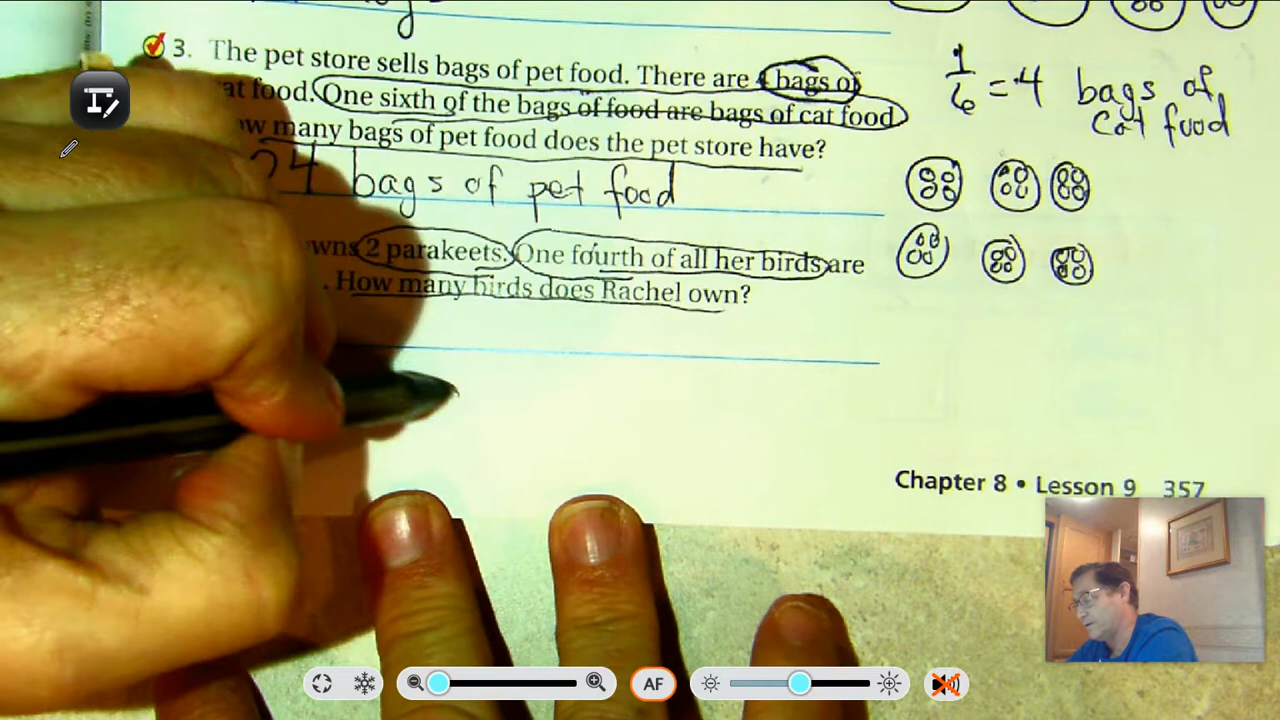 3. The pet store sells bags of pet food. There are 4 bags of
cat food. One sixth of the bags of food are bags of cat food.
How many bags of pet food does the pet store have?
24 bags of pet food
owns 2 parakeets. One fourth of all her birds are
. How many birds does Rachel own?
1/6 = 4 bags of
cat food
Chapter 8 • Lesson 9 357
AF